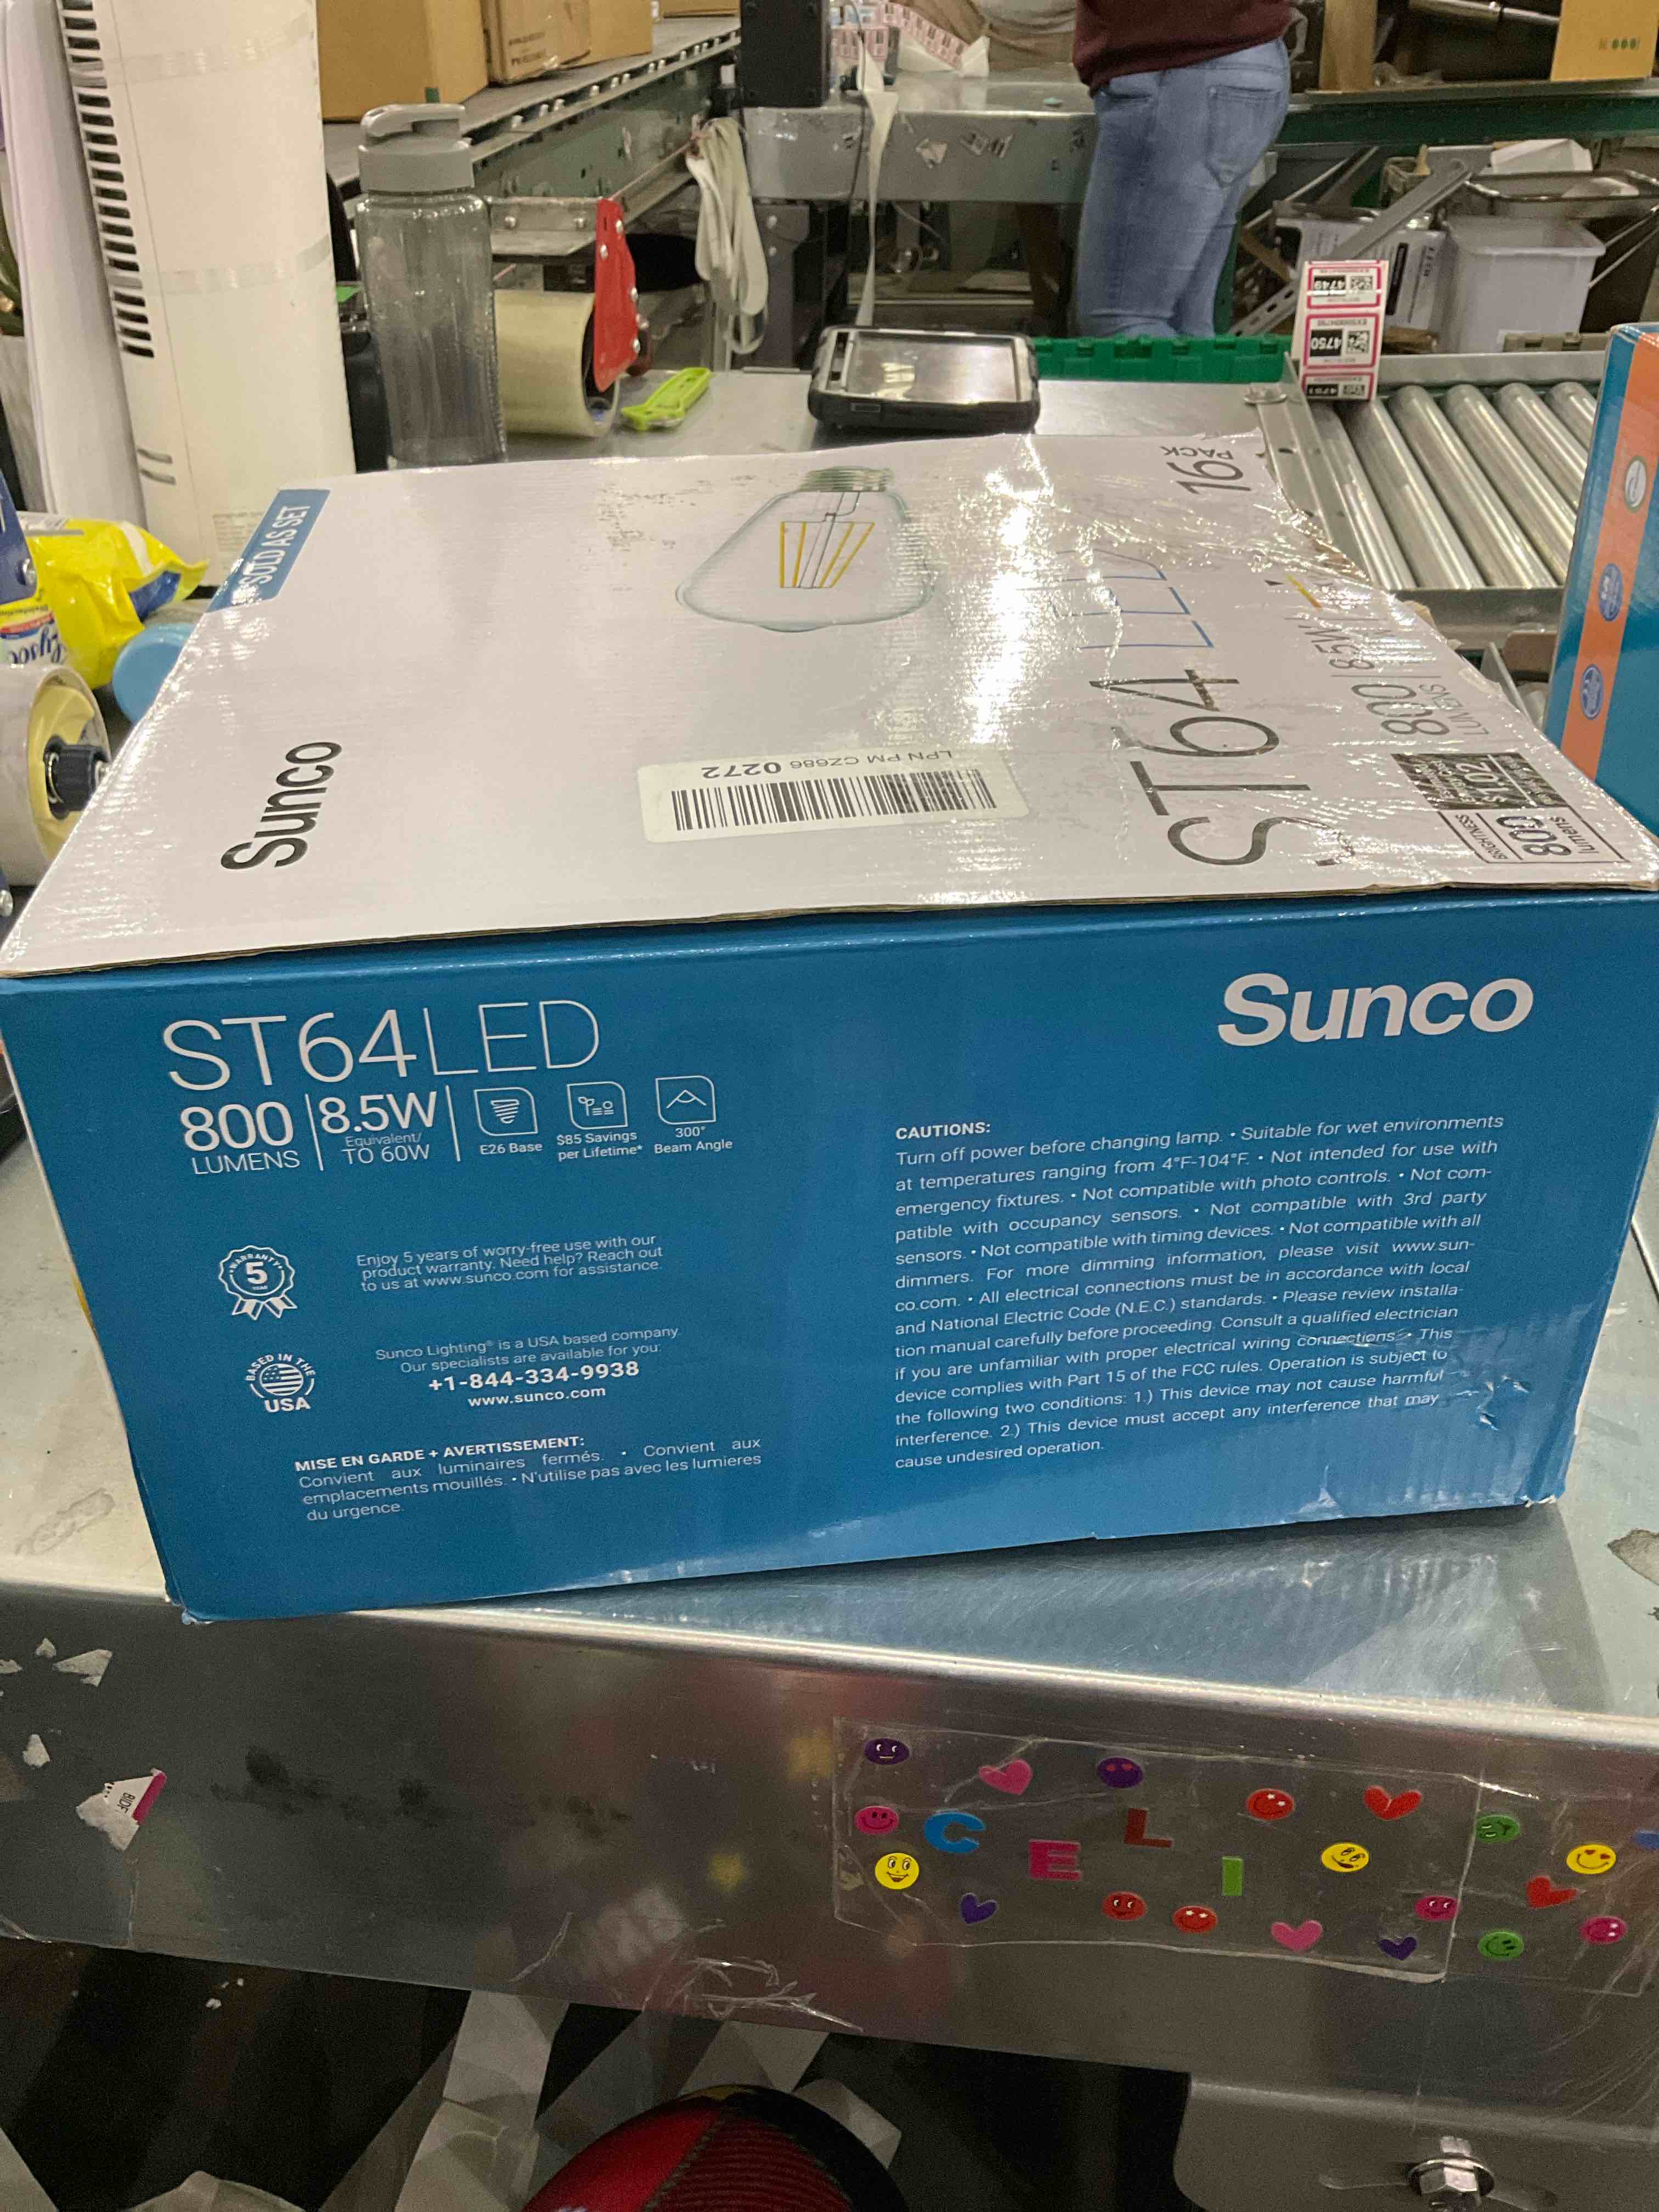 SOLD AS SET
Sunco
16
PACK
ST64 LED
800 | 8.5W
LUMENS
LPN PM CZ686 0272
BRIGHTNESS
800
lumens
$1.02
4749
4750
4751
Lysol
ST64LED
800 | 8.5W
LUMENS
Equivalent/
TO 60W
E26 Base
$85 Savings
per Lifetime*
300°
Beam Angle
Sunco
WARRANTY
5
YEAR
Enjoy 5 years of worry-free use with our
product warranty. Need help? Reach out
to us at www.sunco.com for assistance.
BASED IN THE
USA
Sunco Lighting® is a USA based company.
Our specialists are available for you:
+1-844-334-9938
www.sunco.com
MISE EN GARDE + AVERTISSEMENT:
Convient aux luminaires fermés. • Convient aux
emplacements mouillés. • N'utilise pas avec les lumieres
du urgence.
CAUTIONS:
Turn off power before changing lamp. • Suitable for wet environments
at temperatures ranging from 4°F-104°F. • Not intended for use with
emergency fixtures. • Not compatible with photo controls. • Not com-
patible with occupancy sensors. • Not compatible with 3rd party
sensors. • Not compatible with timing devices. • Not compatible with all
dimmers. For more dimming information, please visit www.sun-
co.com. • All electrical connections must be in accordance with local
and National Electric Code (N.E.C.) standards. • Please review installa-
tion manual carefully before proceeding. Consult a qualified electrician
if you are unfamiliar with proper electrical wiring connections. • This
device complies with Part 15 of the FCC rules. Operation is subject to
the following two conditions: 1.) This device may not cause harmful
interference. 2.) This device must accept any interference that may
cause undesired operation.
CELI